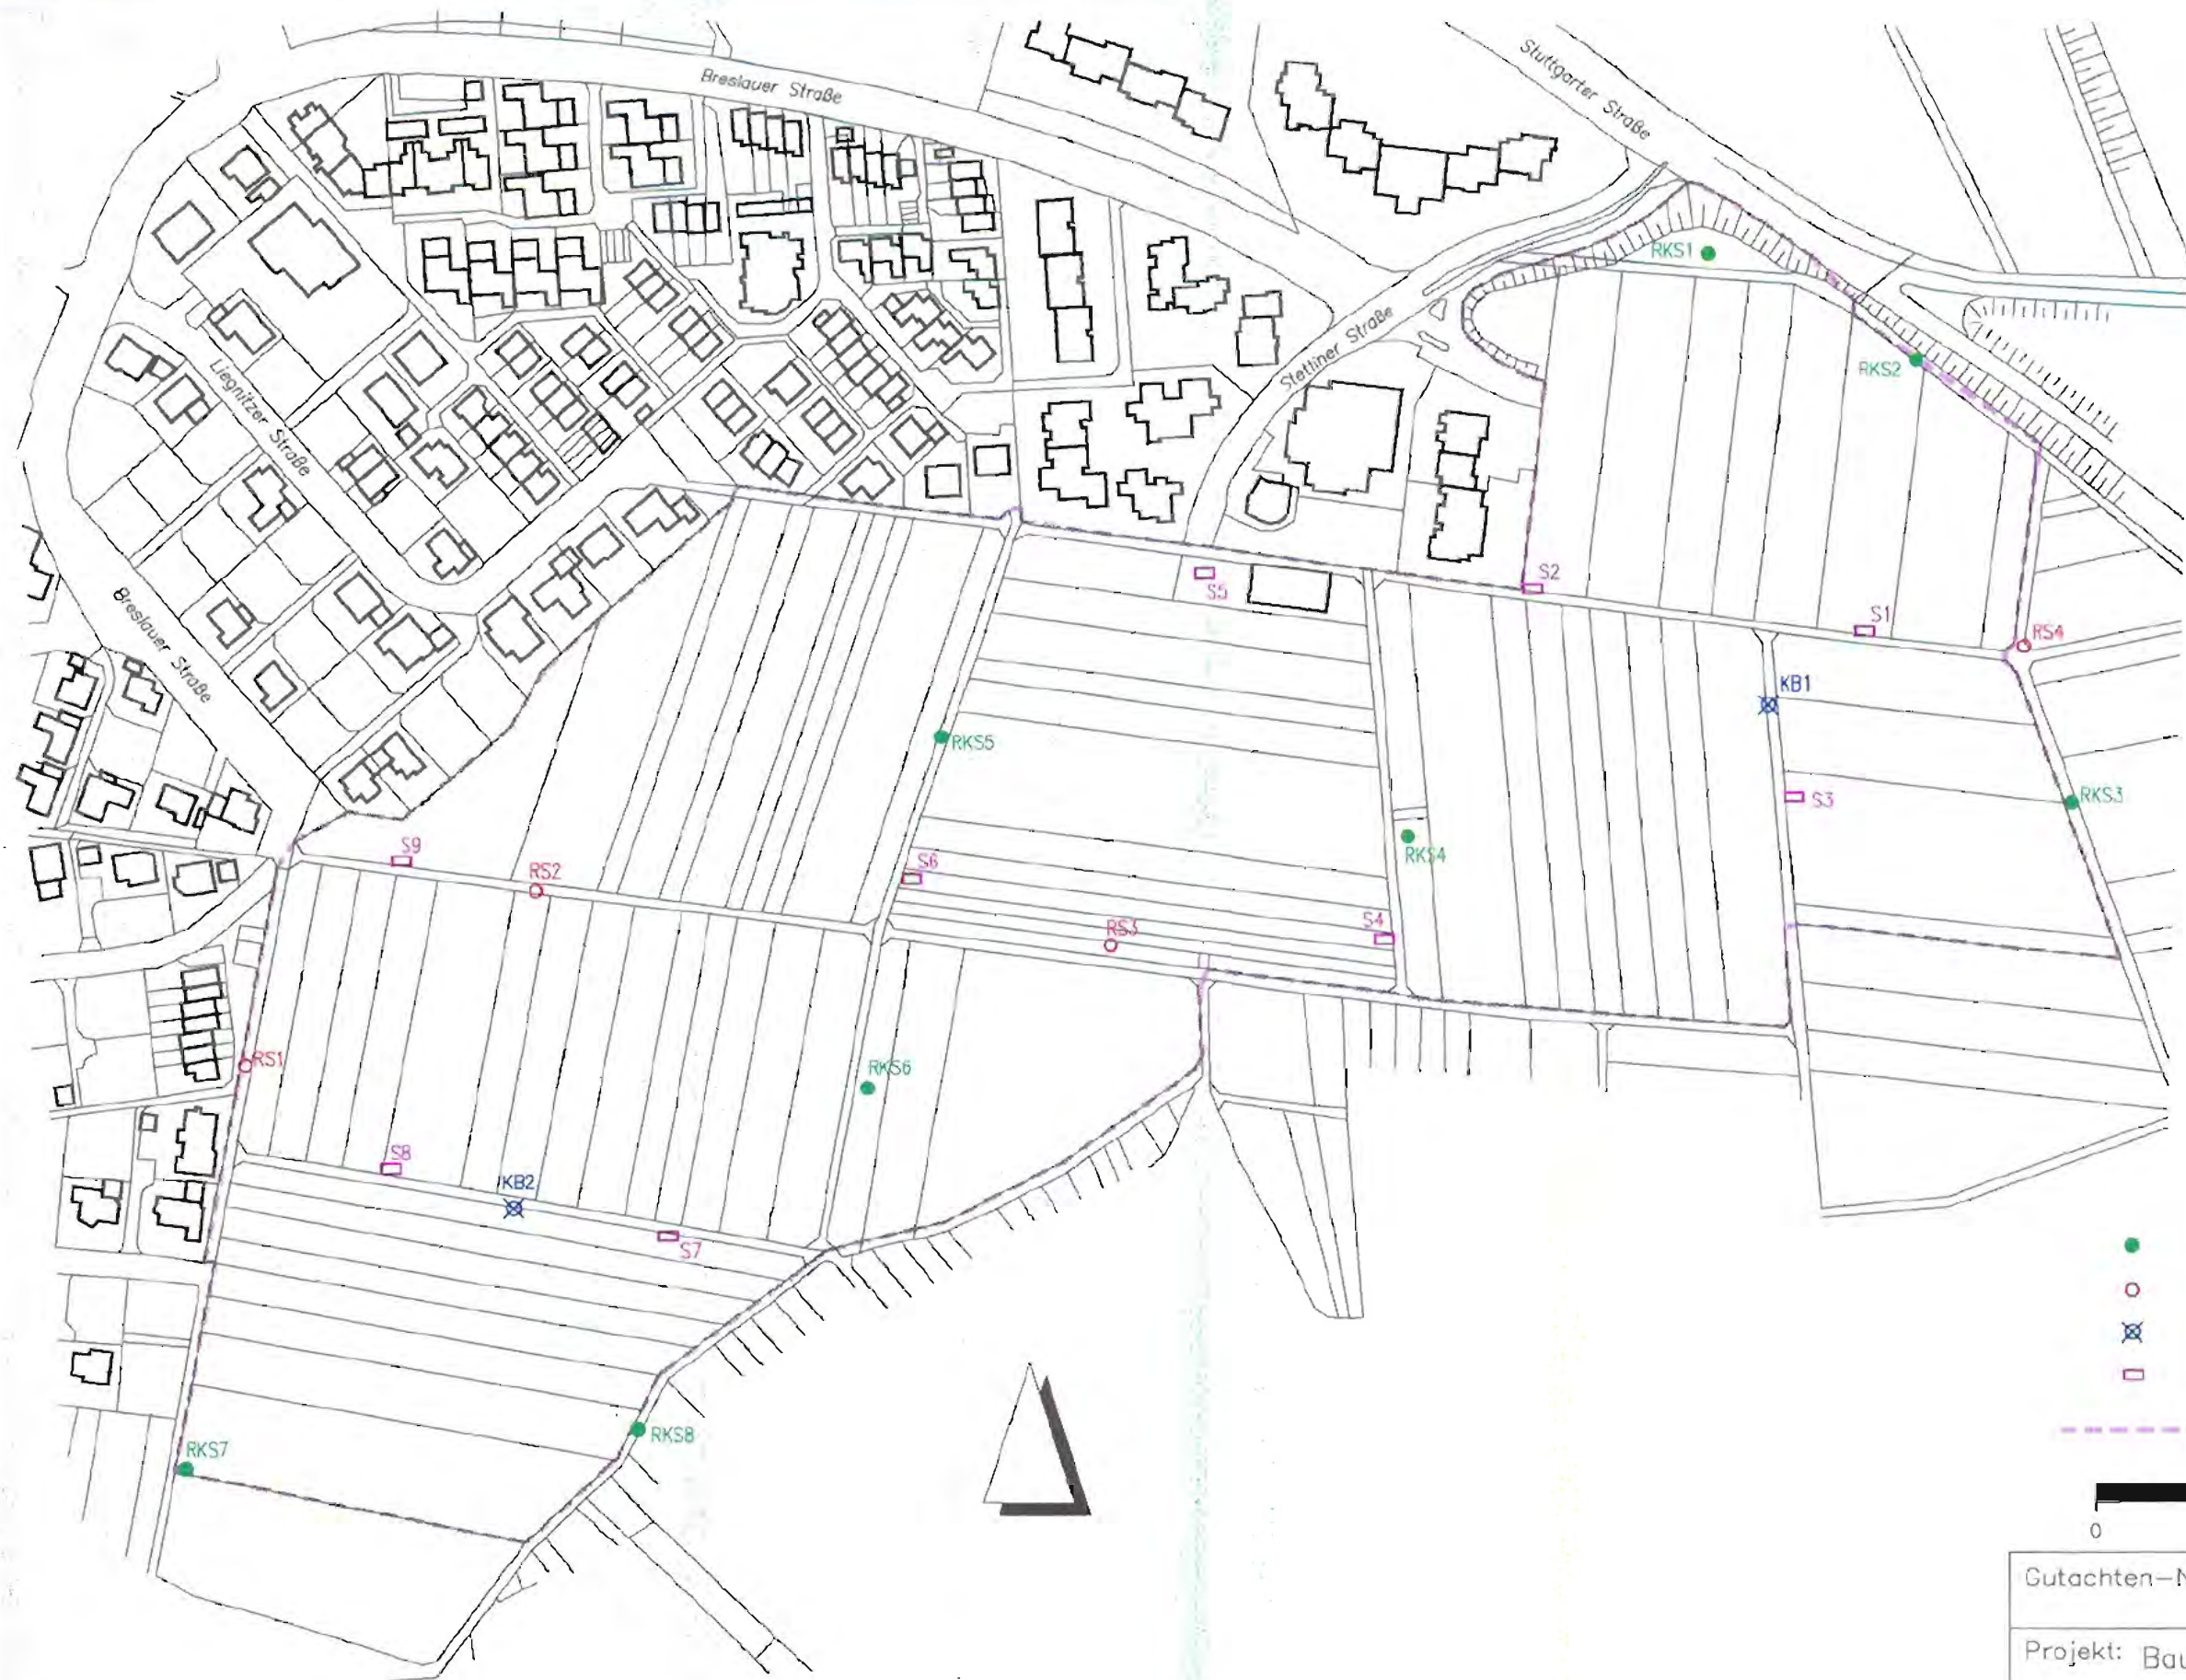 Stuttgarter Straße
Breslauer Straße
RKS1
Stettiner Straße
RKS2
Liegnitzer Straße
S2
S5
S1
RS4
Breslauer Straße
KB1
RKS5
S3
RKS3
RKS4
S9
S6
RS2
S4
RS3
RS1
RKS6
S8
KB2
S7
RKS8
RKS7
0
Gutachten-N
Projekt: Bau